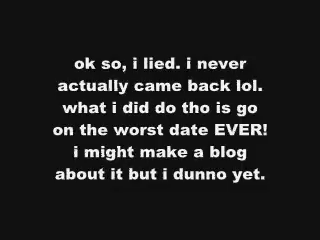 ok so, i lied. i never
actually came back lol.
what i did do tho is go
on the worst date EVER!
i might make a blog
about it but i dunno yet.